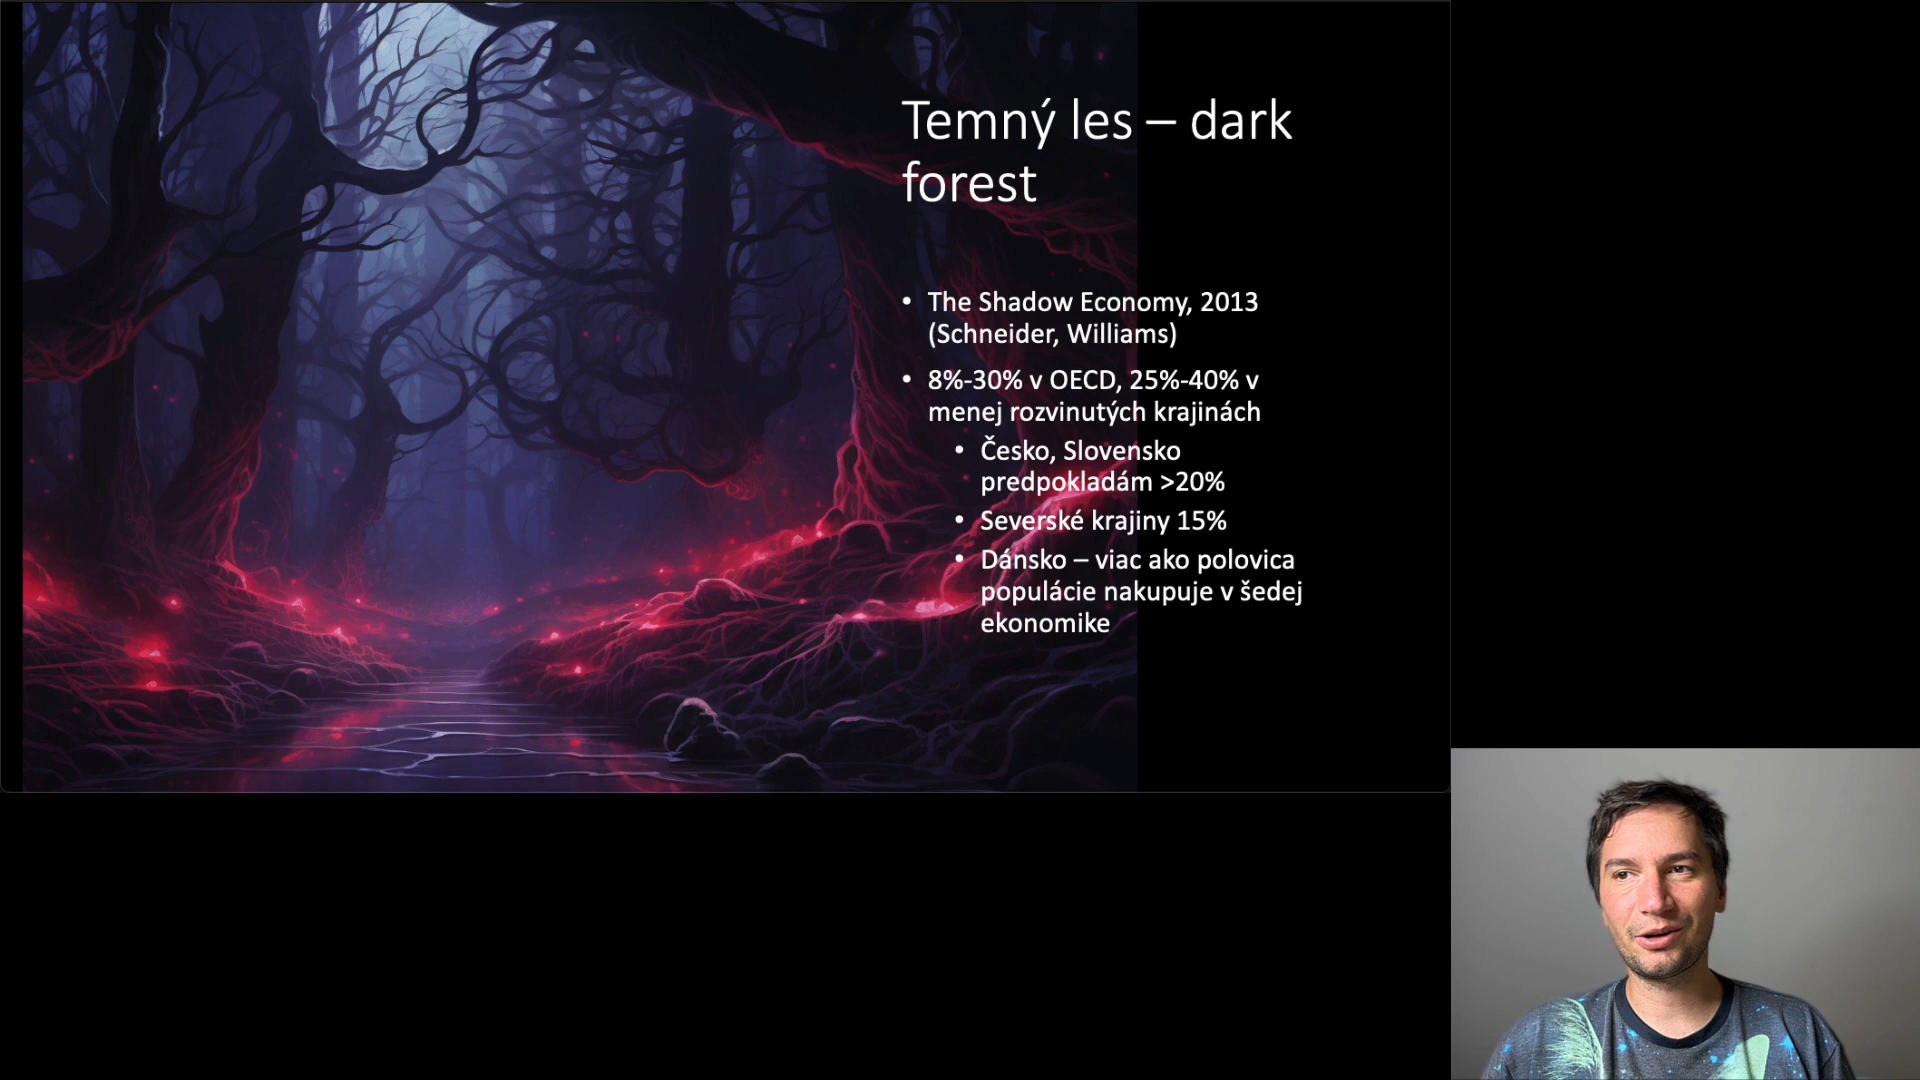 Temný les – dark
forest
• The Shadow Economy, 2013
(Schneider, Williams)
• 8%-30% v OECD, 25%-40% v
menej rozvinutých krajinách
• Česko, Slovensko
predpokladám >20%
• Severské krajiny 15%
• Dánsko – viac ako polovica
populácie nakupuje v šedej
ekonomike